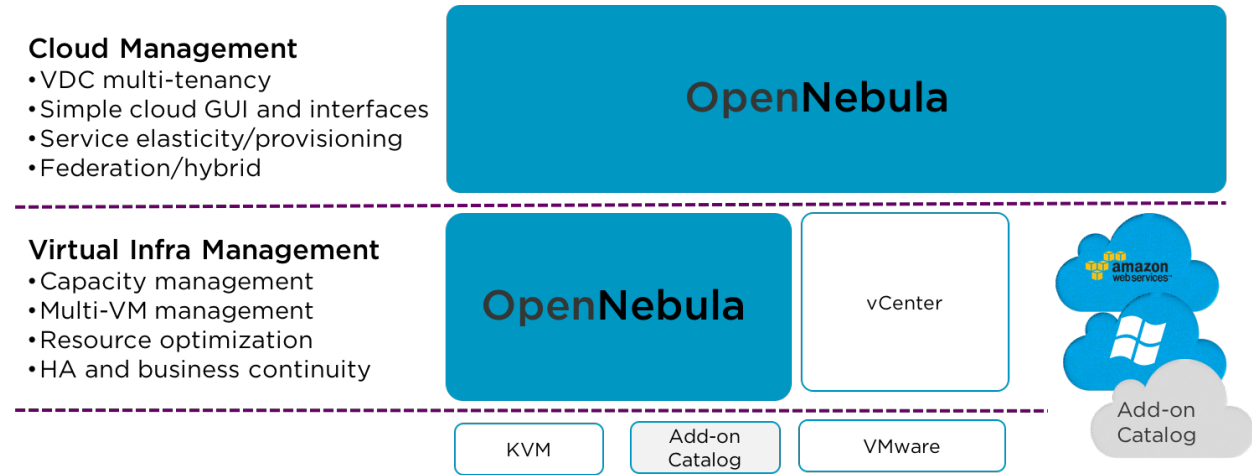 Cloud Management
•VDC multi-tenancy
•Simple cloud GUI and interfaces
•Service elasticity/provisioning
•Federation/hybrid
OpenNebula
Virtual Infra Management
•Capacity management
•Multi-VM management
•Resource optimization
•HA and business continuity
OpenNebula
vCenter
amazon
web services™
Add-on
Catalog
KVM
Add-on
Catalog
VMware